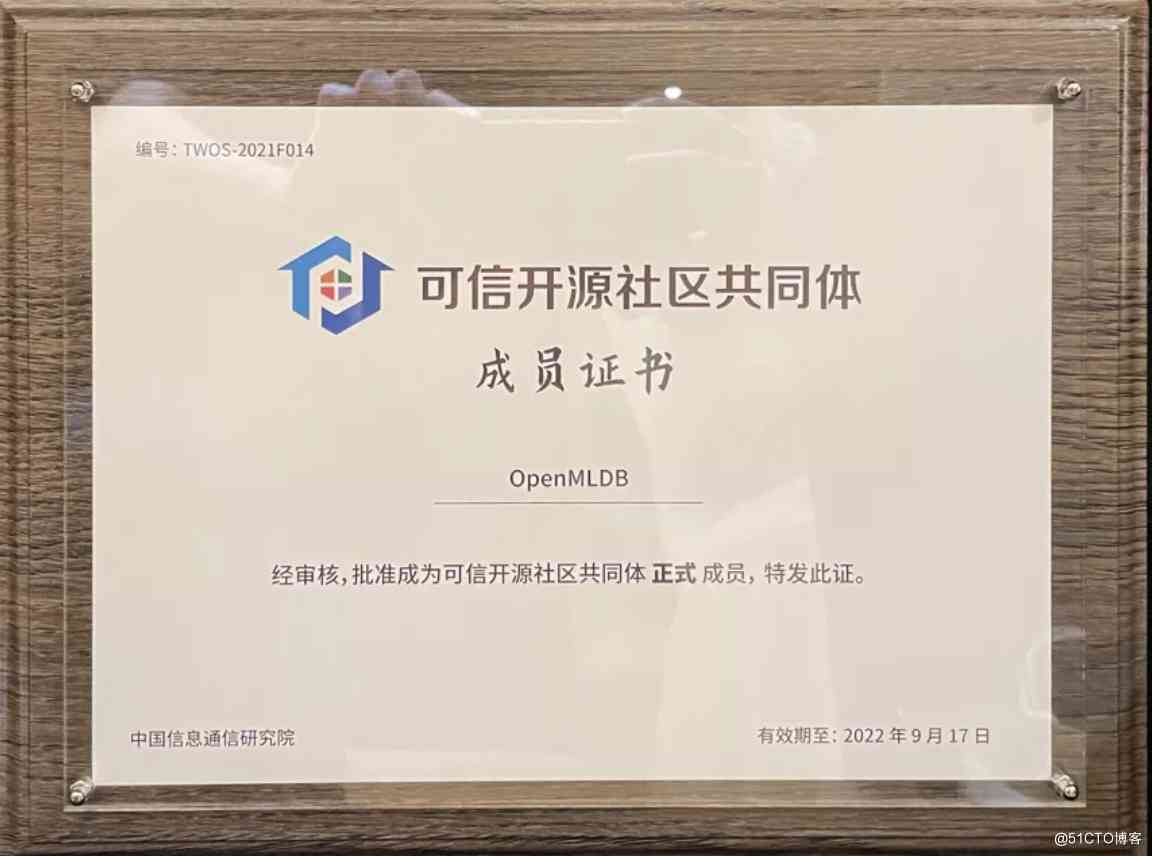 编号：TWOS-2021F014
可信开源社区共同体
成员证书
OpenMLDB
经审核，批准成为可信开源社区共同体 正式 成员，特发此证。
中国信息通信研究院
有效期至：2022 年 9 月 17 日
@51CTO博客